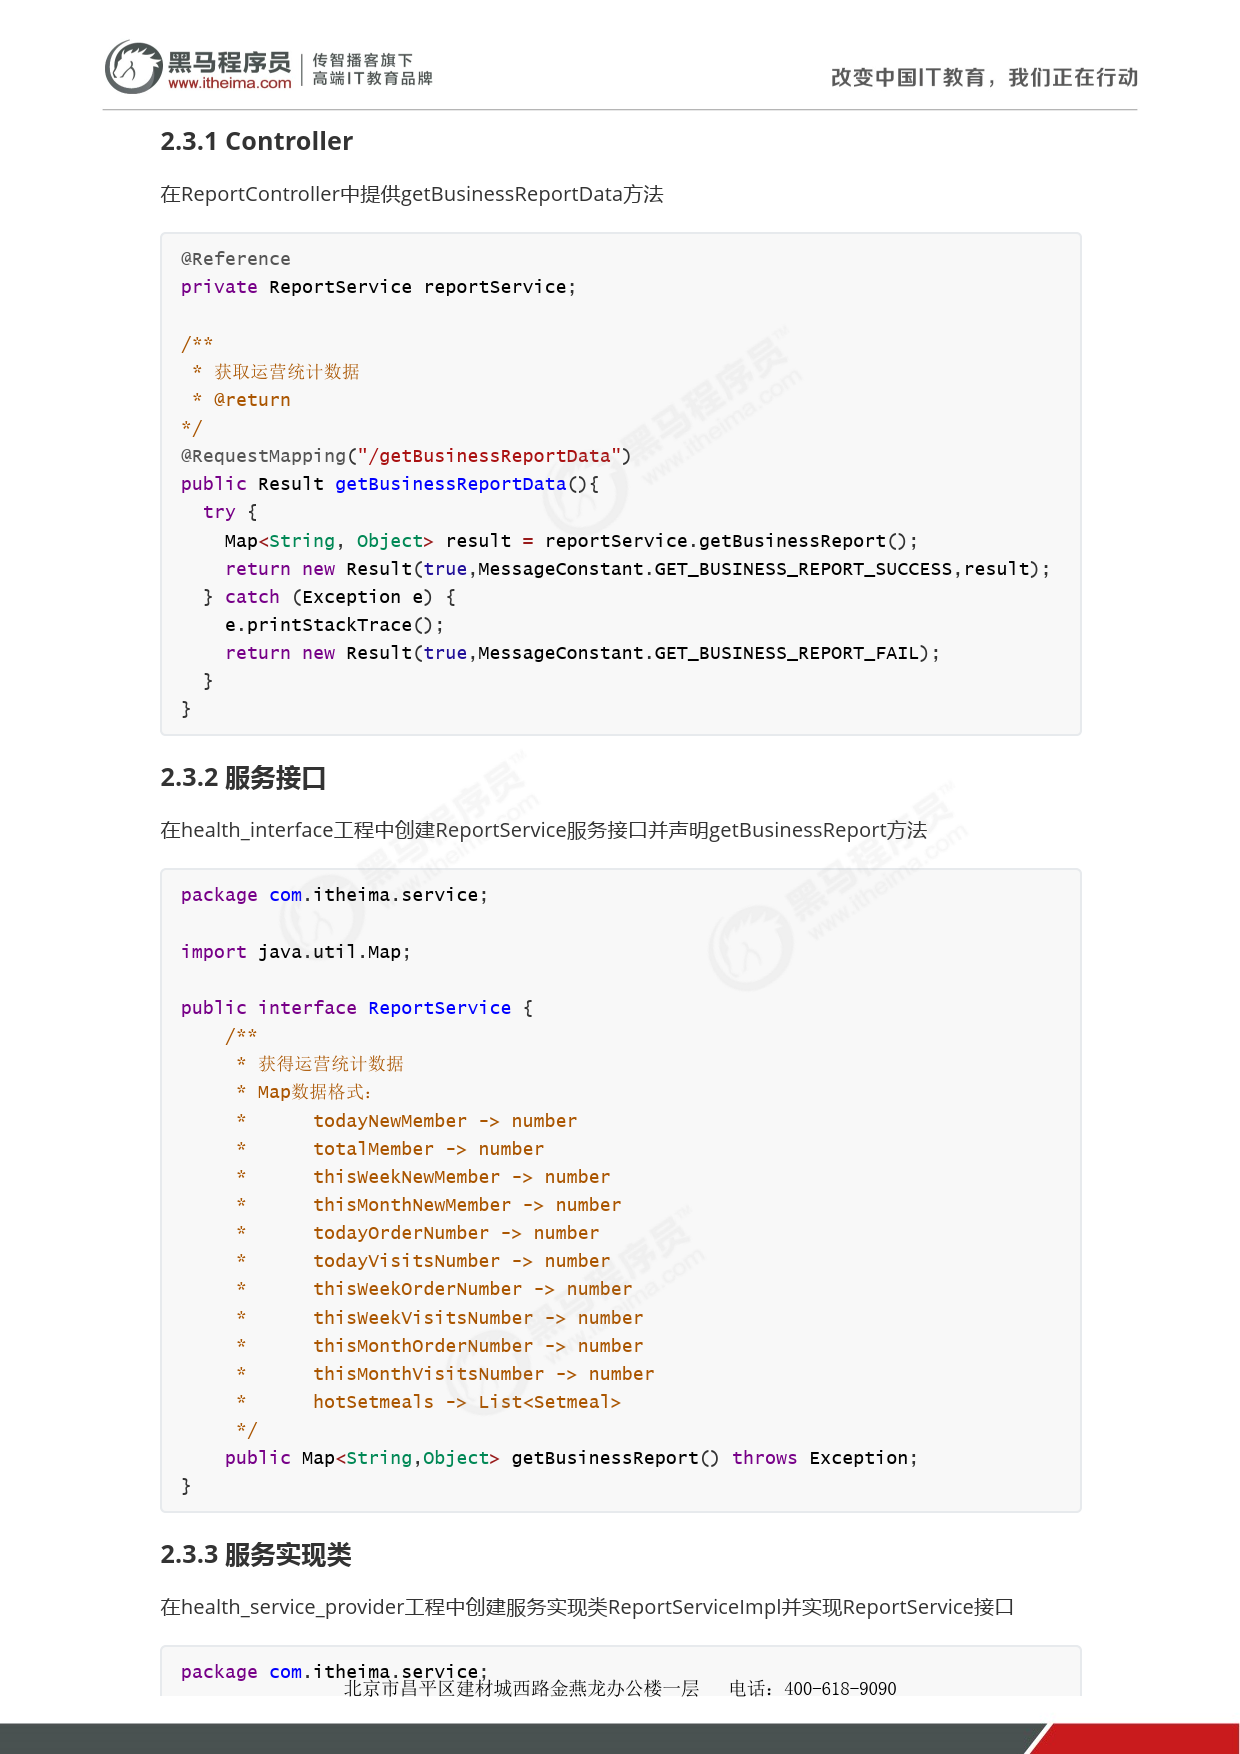 黑马程序员
www.itheima.com
传智播客旗下
高端IT教育品牌
改变中国IT教育，我们正在行动
2.3.1 Controller
在ReportController中提供getBusinessReportData方法
@Reference
private ReportService reportService;
/**
 * 获取运营统计数据
 * @return
*/
@RequestMapping("/getBusinessReportData")
public Result getBusinessReportData(){
  try {
    Map<String, Object> result = reportService.getBusinessReport();
    return new Result(true,MessageConstant.GET_BUSINESS_REPORT_SUCCESS,result);
  } catch (Exception e) {
    e.printStackTrace();
    return new Result(true,MessageConstant.GET_BUSINESS_REPORT_FAIL);
  }
}
2.3.2 服务接口
在health_interface工程中创建ReportService服务接口并声明getBusinessReport方法
package com.itheima.service;
import java.util.Map;
public interface ReportService {
    /**
     * 获得运营统计数据
     * Map数据格式：
     *      todayNewMember -> number
     *      totalMember -> number
     *      thisWeekNewMember -> number
     *      thisMonthNewMember -> number
     *      todayOrderNumber -> number
     *      todayVisitsNumber -> number
     *      thisWeekOrderNumber -> number
     *      thisWeekVisitsNumber -> number
     *      thisMonthOrderNumber -> number
     *      thisMonthVisitsNumber -> number
     *      hotSetmeals -> List<Setmeal>
     */
    public Map<String,Object> getBusinessReport() throws Exception;
}
2.3.3 服务实现类
在health_service_provider工程中创建服务实现类ReportServiceImpl并实现ReportService接口
package com.itheima.service;
北京市昌平区建材城西路金燕龙办公楼一层 电话：400-618-9090